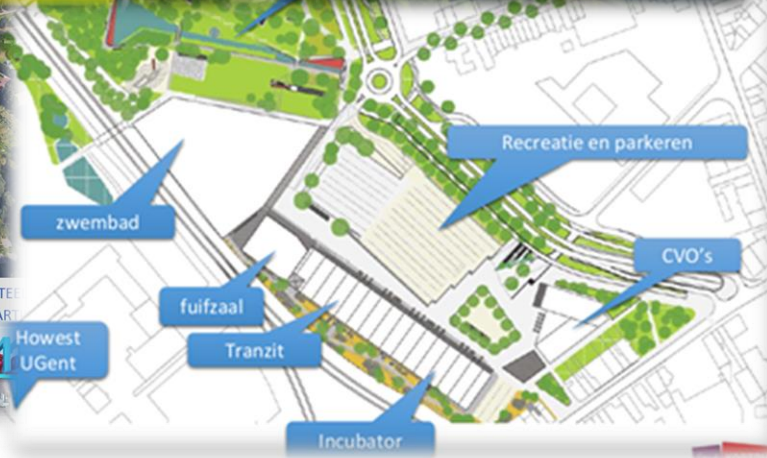 Recreatie en parkeren
zwembad
CVO's
fuifzaal
Tranzit
Howest
UGent
Incubator